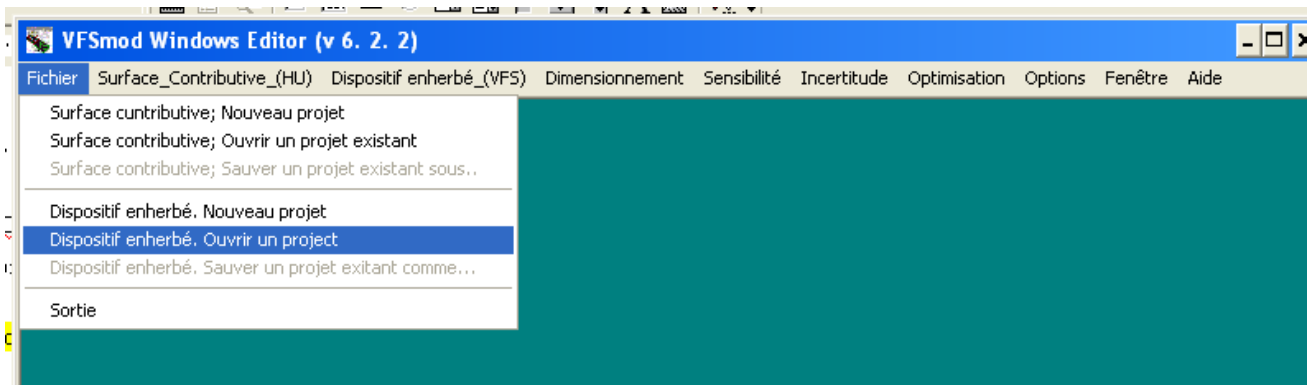 VFSmod Windows Editor (v 6. 2. 2)
Fichier Surface_Contributive_(HU) Dispositif enherbé_(VFS) Dimensionnement Sensibilité Incertitude Optimisation Options Fenêtre Aide
Surface cuntributive; Nouveau projet
Surface contributive; Ouvrir un projet existant
Surface contributive; Sauver un projet existant sous..
Dispositif enherbé. Nouveau projet
Dispositif enherbé. Ouvrir un project
Dispositif enherbé. Sauver un projet exitant comme...
Sortie